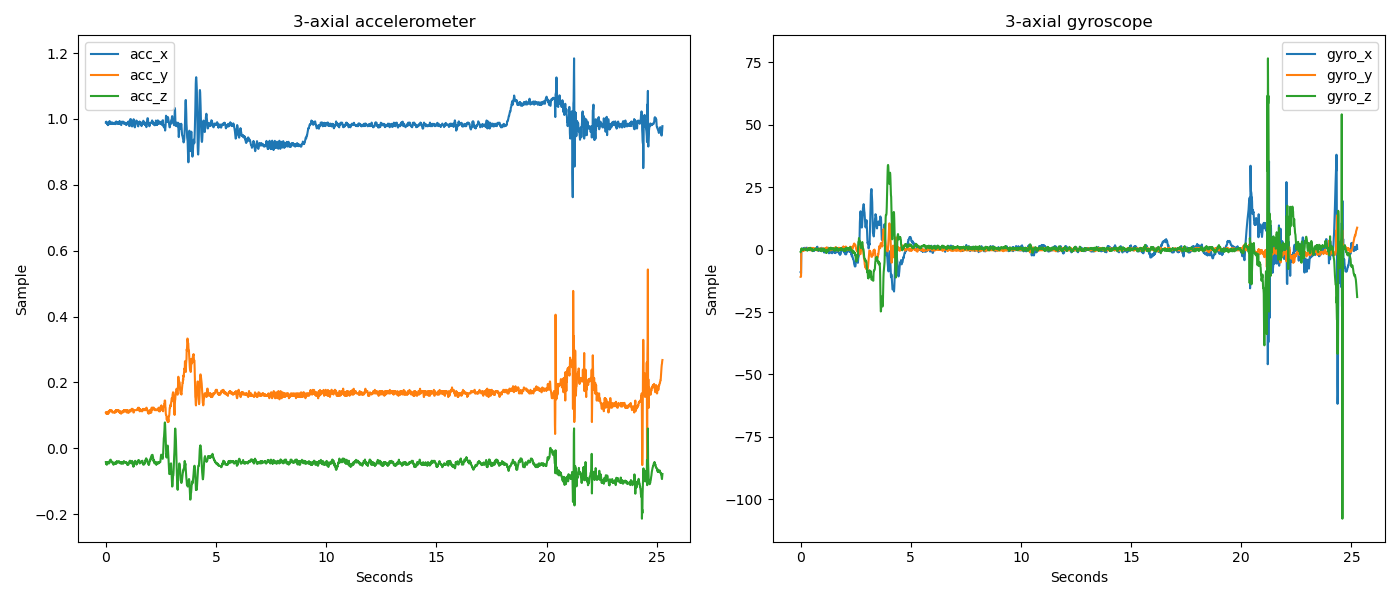 3-axial accelerometer
acc_x
acc_y
acc_z
1.2
1.0
0.8
0.6
0.4
0.2
0.0
−0.2
Sample
0
5
10
15
20
25
Seconds
3-axial gyroscope
gyro_x
gyro_y
gyro_z
75
50
25
0
−25
−50
−75
−100
Sample
0
5
10
15
20
25
Seconds